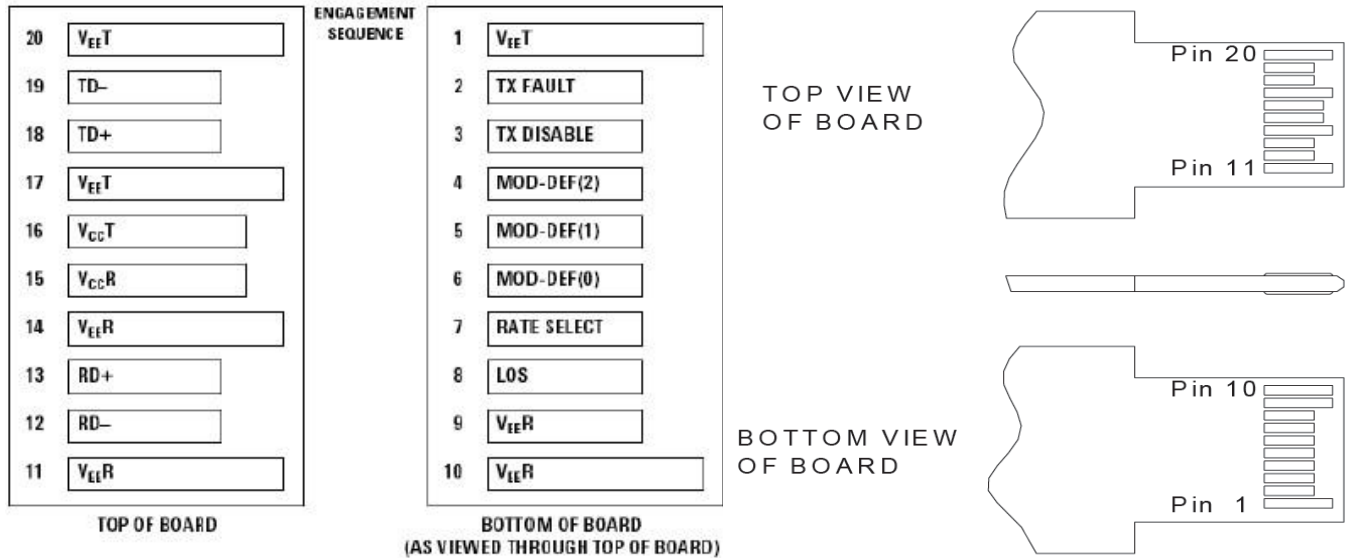 ENGAGEMENT
SEQUENCE
20 VEET
19 TD–
18 TD+
17 VEET
16 VCCT
15 VCCR
14 VEER
13 RD+
12 RD–
11 VEER
TOP OF BOARD
1 VEET
2 TX FAULT
3 TX DISABLE
4 MOD-DEF(2)
5 MOD-DEF(1)
6 MOD-DEF(0)
7 RATE SELECT
8 LOS
9 VEER
10 VEER
BOTTOM OF BOARD
(AS VIEWED THROUGH TOP OF BOARD)
TOP VIEW
OF BOARD
Pin 20
Pin 11
BOTTOM VIEW
OF BOARD
Pin 10
Pin 1